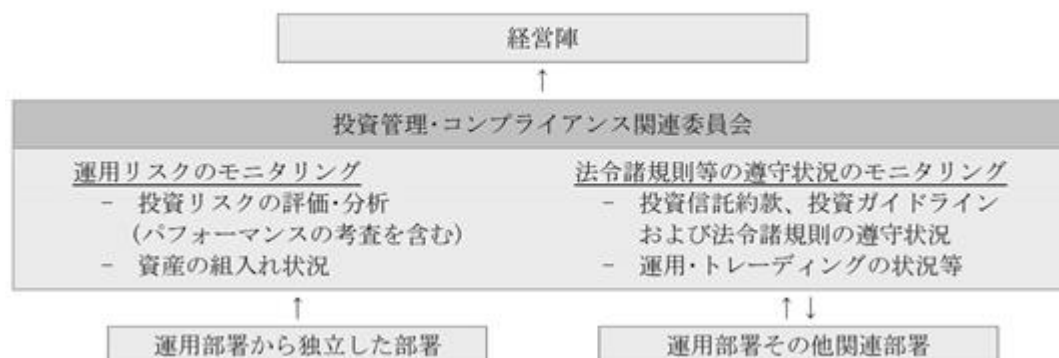 経営陣
↑
投資管理･コンプライアンス関連委員会
運用リスクのモニタリング
− 投資リスクの評価･分析
(パフォーマンスの考査を含む)
− 資産の組入れ状況
法令諸規則等の遵守状況のモニタリング
− 投資信託約款、投資ガイドライン
および法令諸規則の遵守状況
− 運用･トレーディングの状況等
↑
↑ ↓
運用部署から独立した部署
運用部署その他関連部署